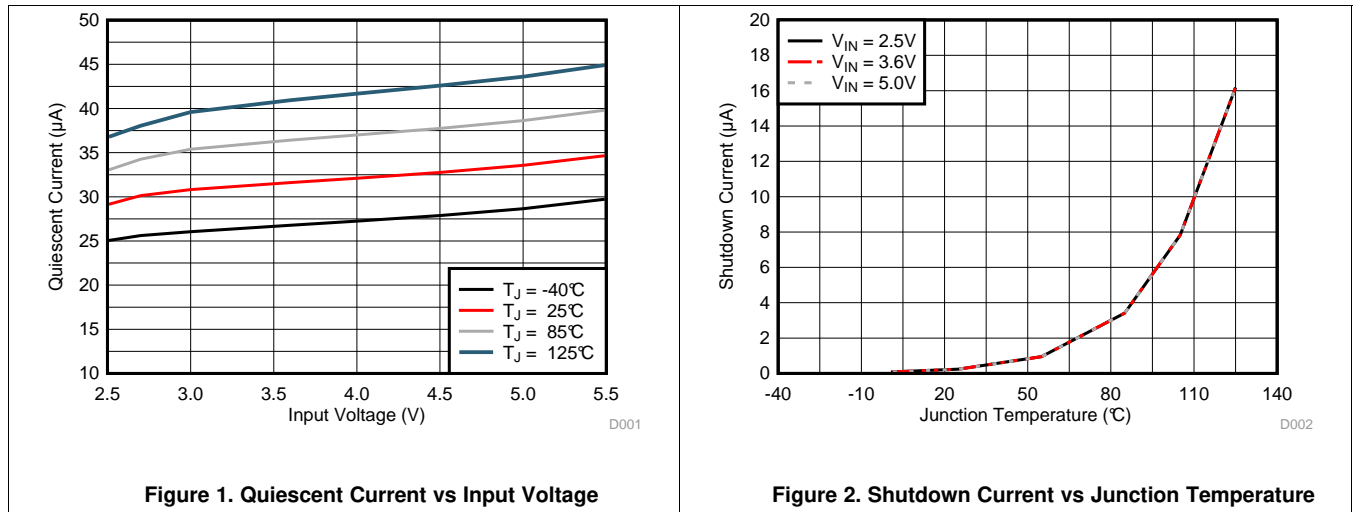 50
45
40
35
30
25
20
15
10
Quiescent Current (µA)
2.5 3.0 3.5 4.0 4.5 5.0 5.5
Input Voltage (V)
T_J = -40°C
T_J = 25°C
T_J = 85°C
T_J = 125°C
D001
Figure 1. Quiescent Current vs Input Voltage
20
18
16
14
12
10
8
6
4
2
0
Shutdown Current (µA)
-40 -10 20 50 80 110 140
Junction Temperature (°C)
V_IN = 2.5V
V_IN = 3.6V
V_IN = 5.0V
D002
Figure 2. Shutdown Current vs Junction Temperature